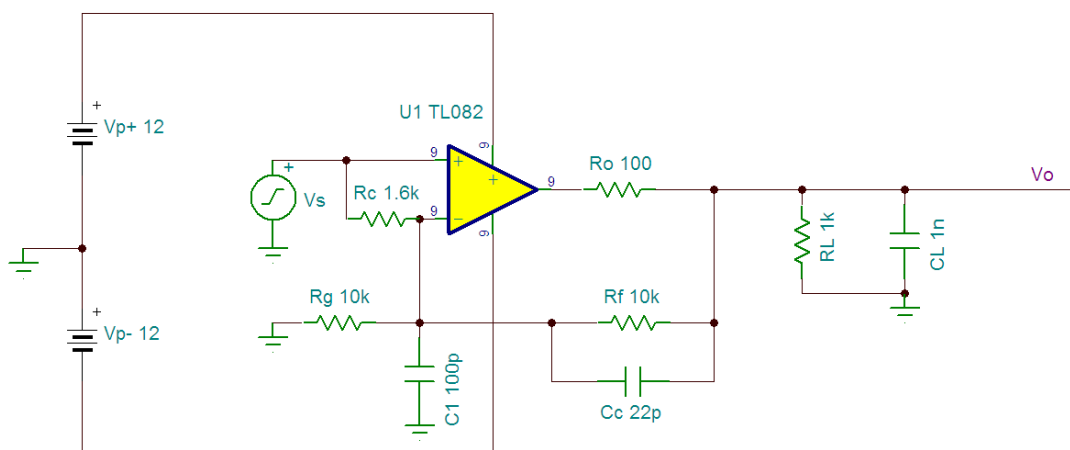 U1 TL082
Vp+ 12
+
9
9
+
+
9
Ro 100
Vo
+
Vs
Rc 1.6k
9
-
9
RL 1k
CL 1n
Rg 10k
Rf 10k
+
Vp- 12
C1 100p
Cc 22p